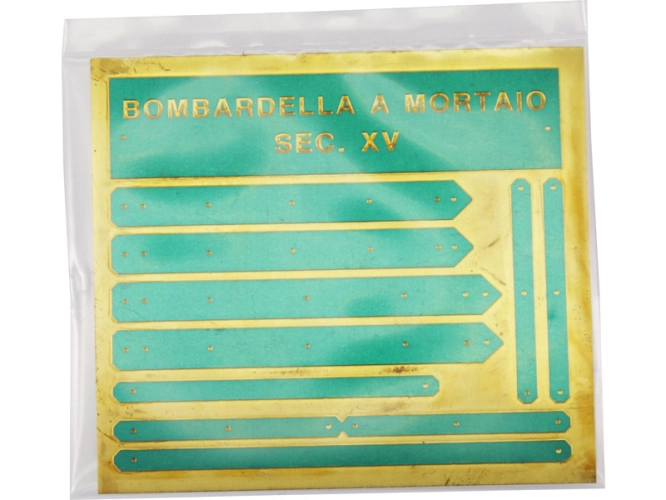 BOMBARDELLA A MORTAIO
SEC. XV